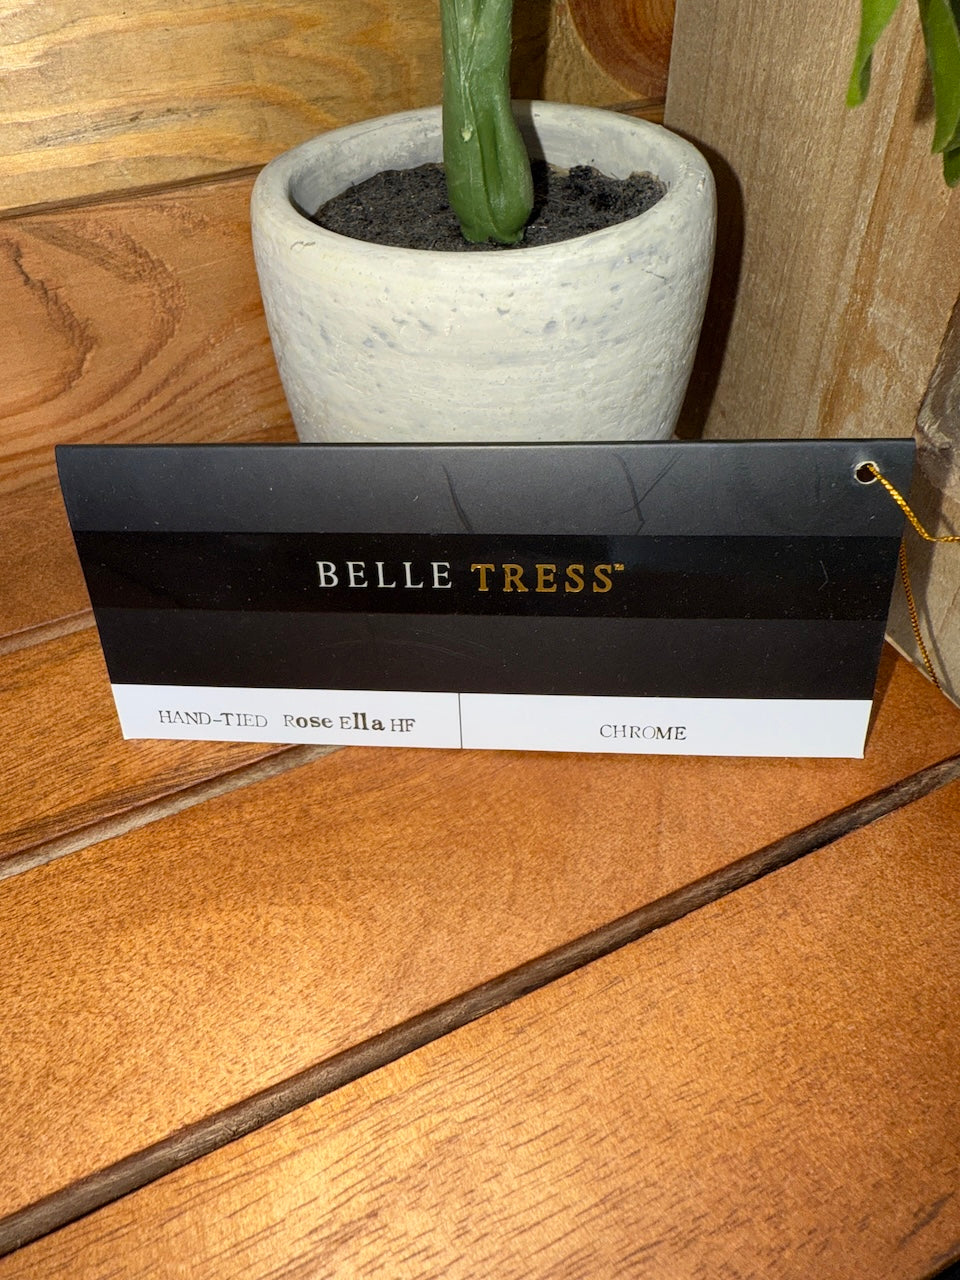 BELLE TRESS™
HAND-TIED Rose Ella HF
CHROME